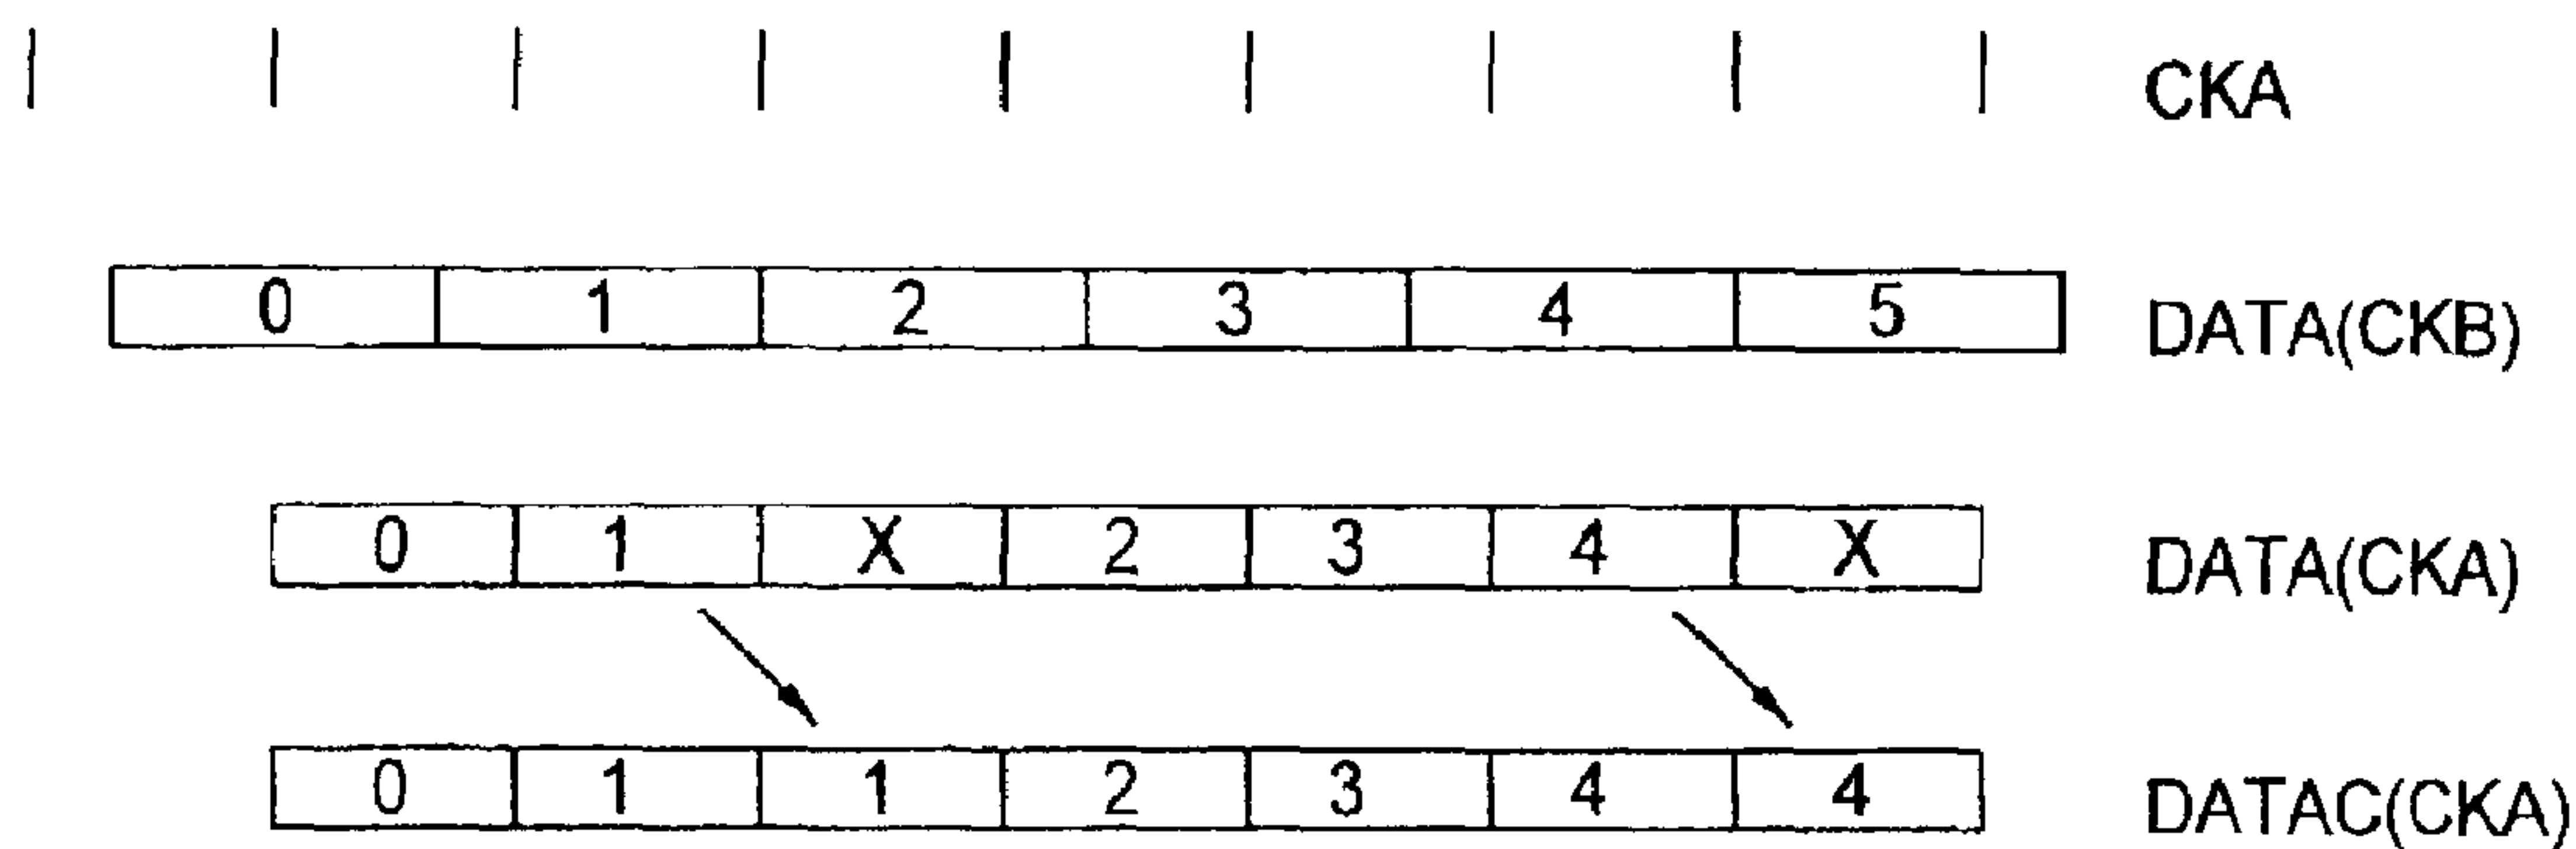 CKA
0 1 2 3 4 5 DATA(CKB)
0 1 X 2 3 4 X DATA(CKA)
0 1 1 2 3 4 4 DATAC(CKA)